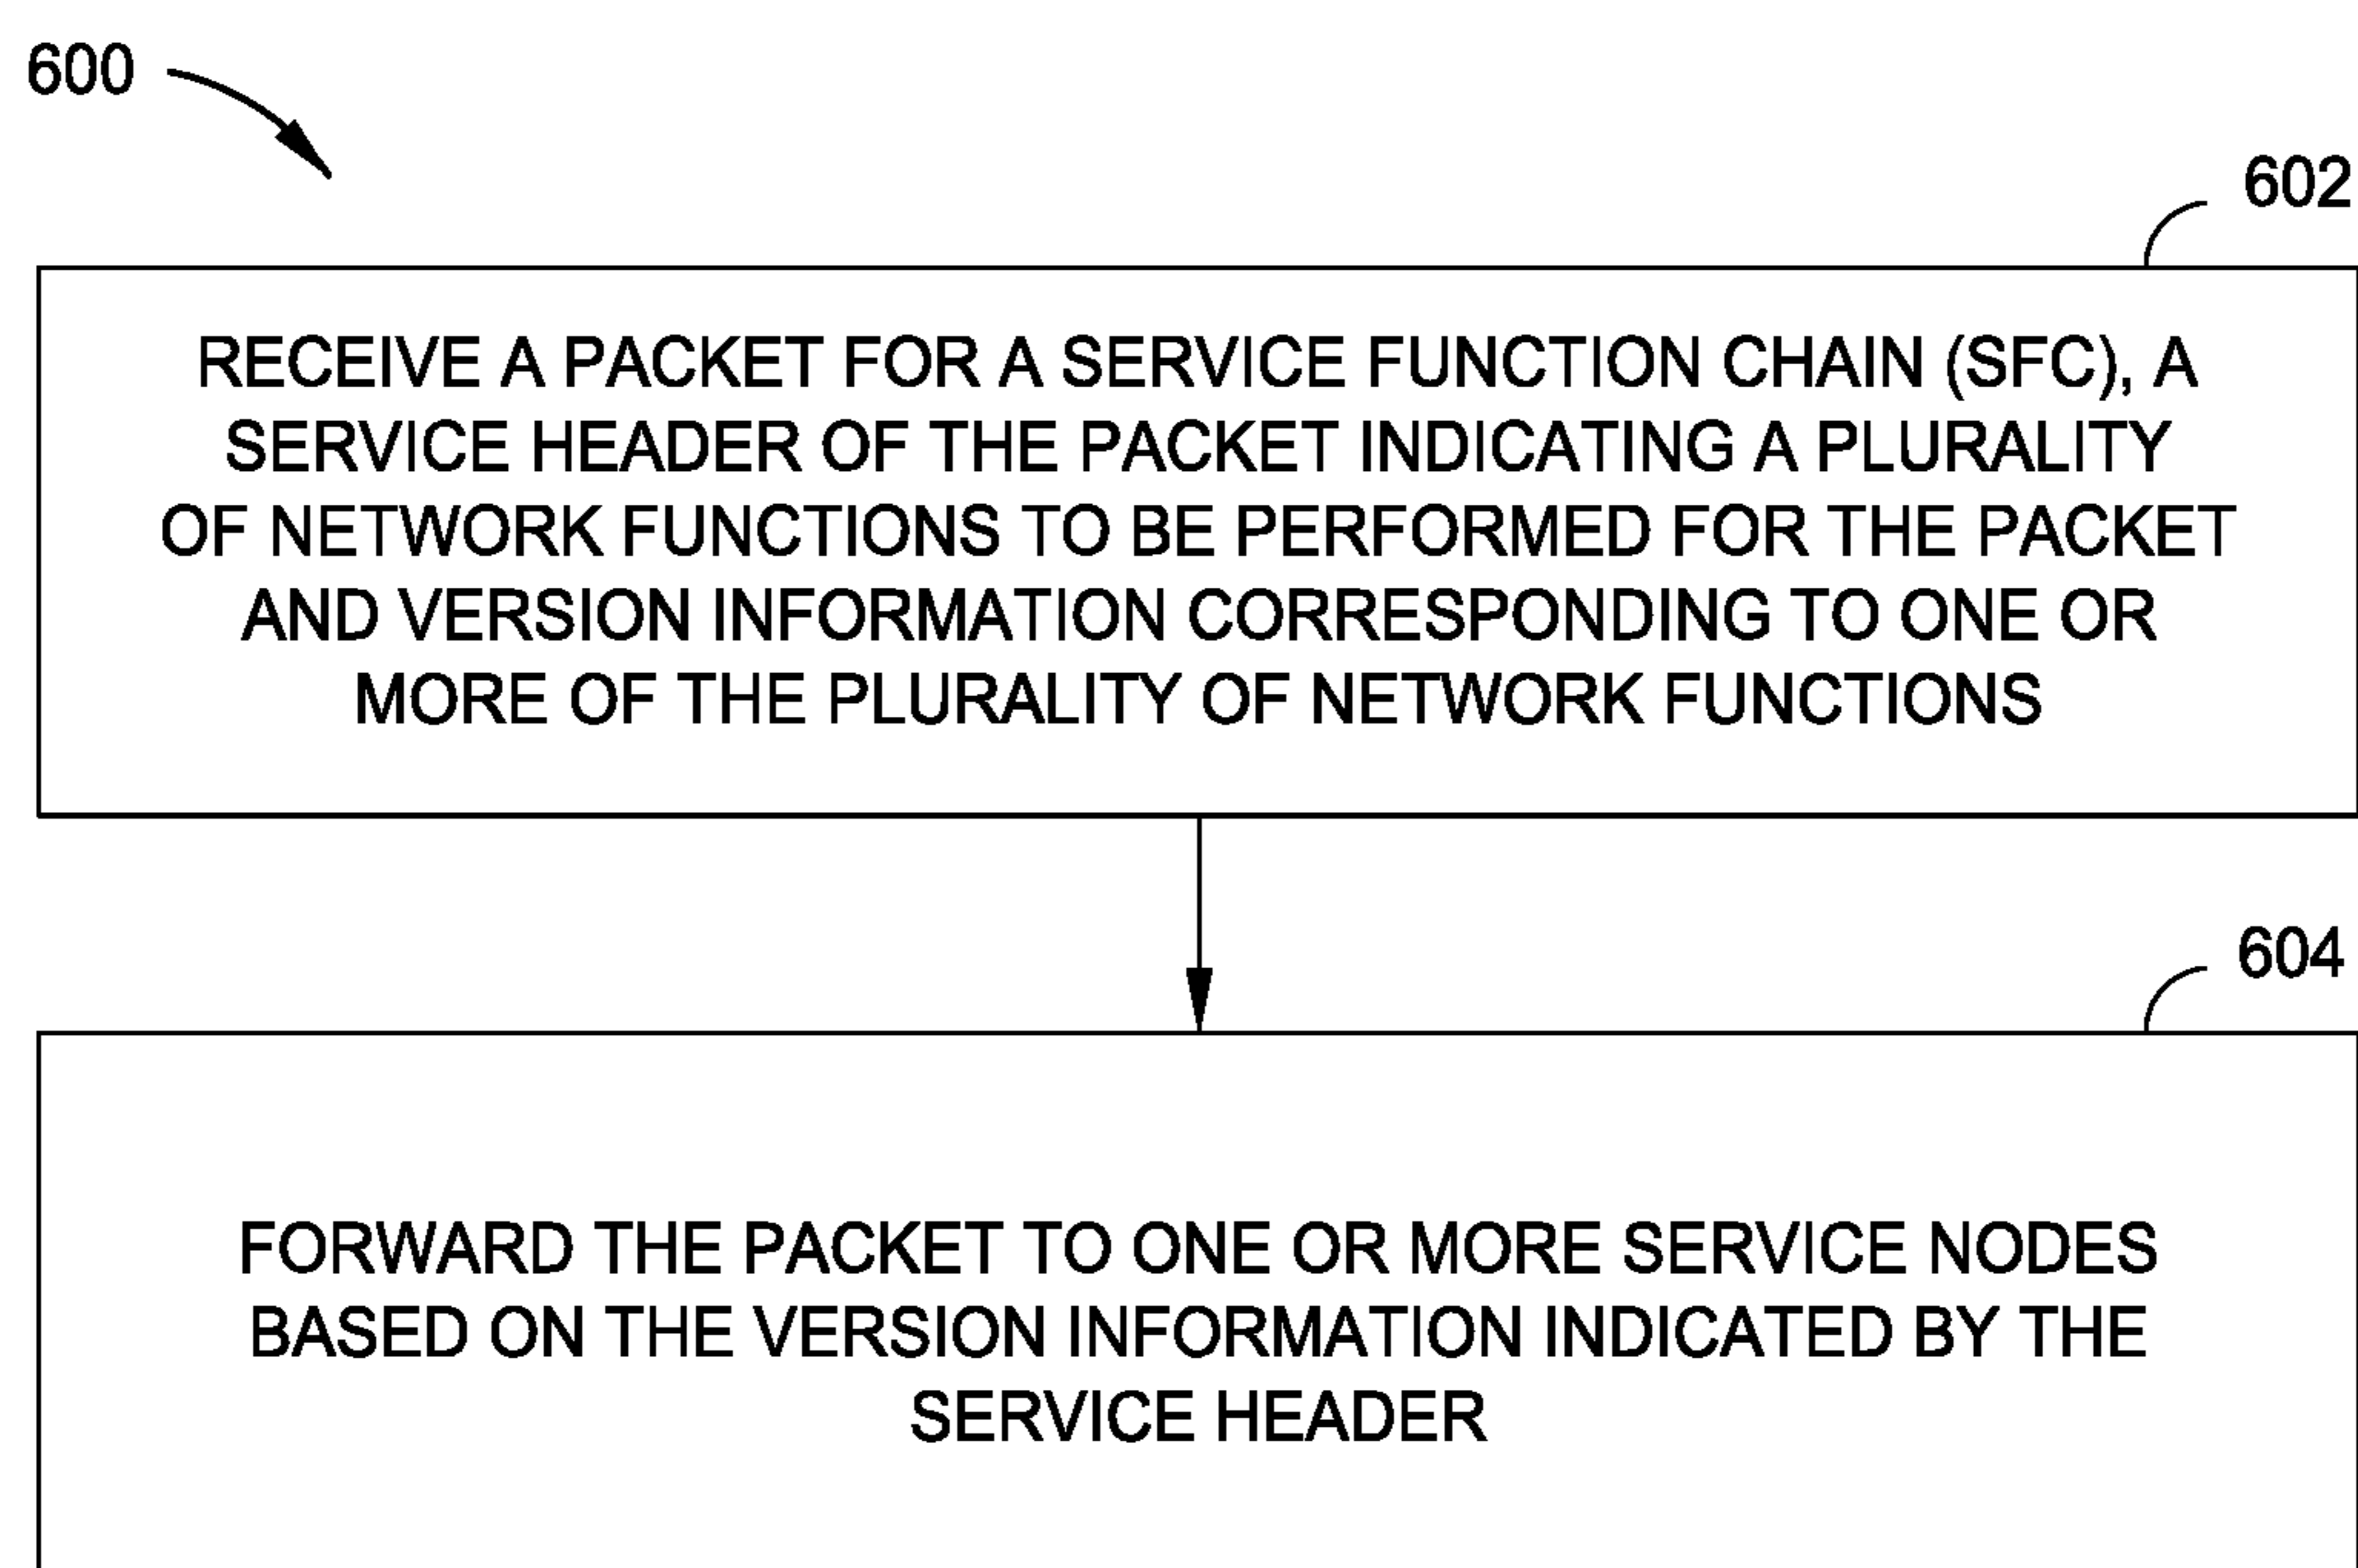 600
602
RECEIVE A PACKET FOR A SERVICE FUNCTION CHAIN (SFC), A
SERVICE HEADER OF THE PACKET INDICATING A PLURALITY
OF NETWORK FUNCTIONS TO BE PERFORMED FOR THE PACKET
AND VERSION INFORMATION CORRESPONDING TO ONE OR
MORE OF THE PLURALITY OF NETWORK FUNCTIONS
604
FORWARD THE PACKET TO ONE OR MORE SERVICE NODES
BASED ON THE VERSION INFORMATION INDICATED BY THE
SERVICE HEADER